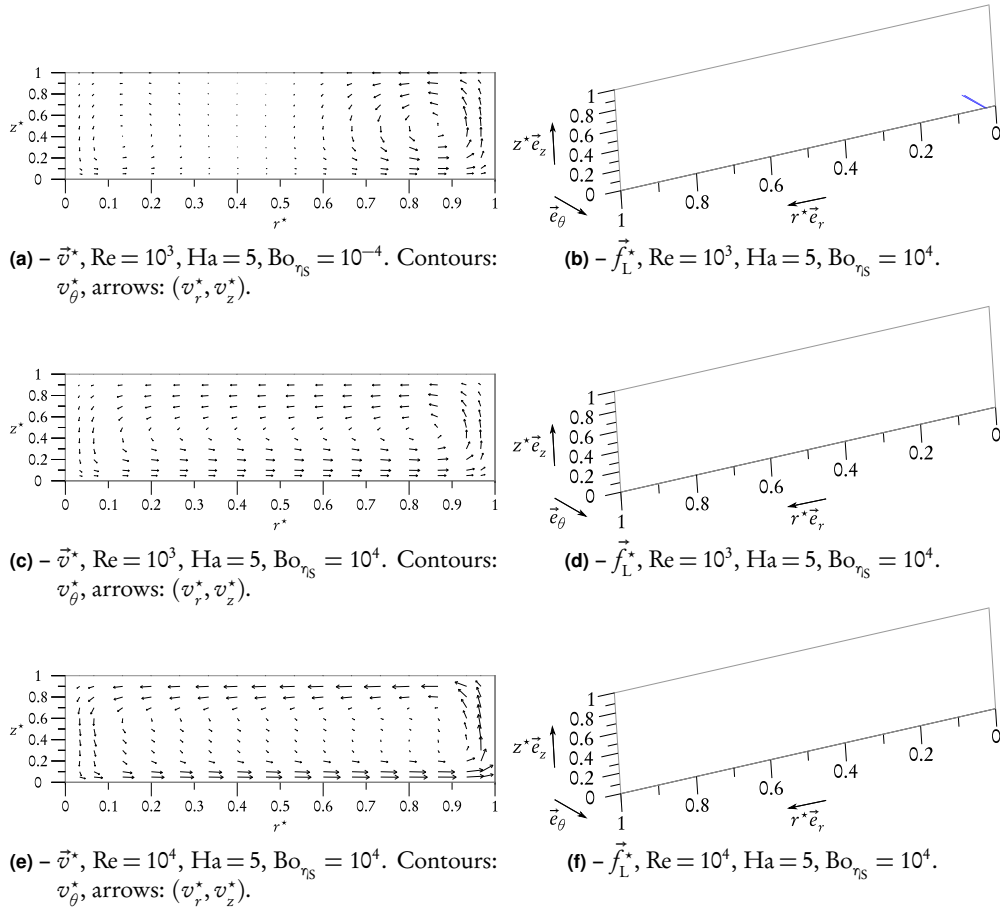 1
0.8
0.6
z⋆
0.4
0.2
0
0 0.1 0.2 0.3 0.4 0.5 0.6 0.7 0.8 0.9 1
r⋆
1
0.8
0.6
z⋆e⃗_z 0.4
0.2
0
e⃗_θ
1 0.8 0.6 0.4 0.2 0
r⋆e⃗_r
(a) – v⃗⋆, Re = 10³, Ha = 5, Bo_ηS = 10⁻⁴. Contours:
v_θ⋆, arrows: (v_r⋆, v_z⋆).
(b) – f⃗_L⋆, Re = 10³, Ha = 5, Bo_ηS = 10⁴.
1
0.8
0.6
z⋆
0.4
0.2
0
0 0.1 0.2 0.3 0.4 0.5 0.6 0.7 0.8 0.9 1
r⋆
1
0.8
0.6
z⋆e⃗_z 0.4
0.2
0
e⃗_θ
1 0.8 0.6 0.4 0.2 0
r⋆e⃗_r
(c) – v⃗⋆, Re = 10³, Ha = 5, Bo_ηS = 10⁴. Contours:
v_θ⋆, arrows: (v_r⋆, v_z⋆).
(d) – f⃗_L⋆, Re = 10³, Ha = 5, Bo_ηS = 10⁴.
1
0.8
0.6
z⋆
0.4
0.2
0
0 0.1 0.2 0.3 0.4 0.5 0.6 0.7 0.8 0.9 1
r⋆
1
0.8
0.6
z⋆e⃗_z 0.4
0.2
0
e⃗_θ
1 0.8 0.6 0.4 0.2 0
r⋆e⃗_r
(e) – v⃗⋆, Re = 10⁴, Ha = 5, Bo_ηS = 10⁴. Contours:
v_θ⋆, arrows: (v_r⋆, v_z⋆).
(f) – f⃗_L⋆, Re = 10⁴, Ha = 5, Bo_ηS = 10⁴.